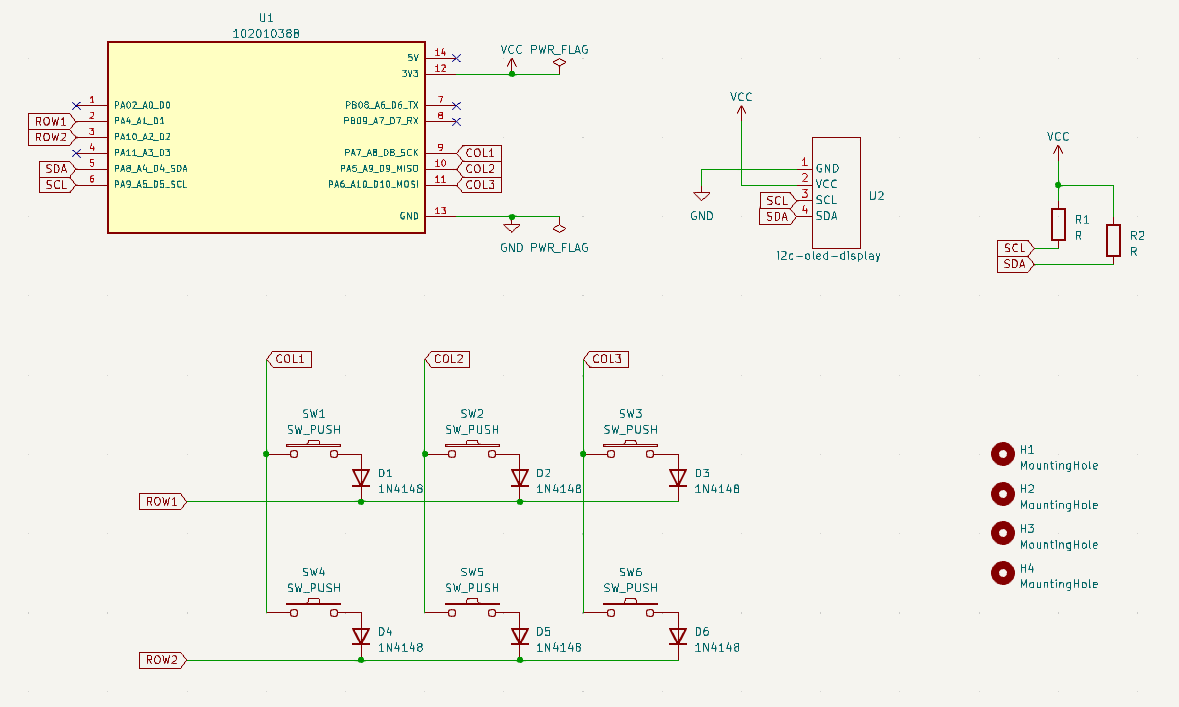 U1
10201038B
5V 14
3V3 12
1 PA02_A0_D0
ROW1 2 PA4_A1_D1
ROW2 3 PA10_A2_D2
4 PA11_A3_D3
SDA 5 PA8_A4_D4_SDA
SCL 6 PA9_A5_D5_SCL
PB08_A6_D6_TX 7
PB09_A7_D7_RX 8
PA7_A8_D8_SCK 9 COL1
PA5_A9_D9_MISO 10 COL2
PA6_A10_D10_MOSI 11 COL3
GND 13
VCC PWR_FLAG
GND PWR_FLAG
VCC
GND
1 GND
2 VCC
SCL 3 SCL
SDA 4 SDA
U2
i2c-oled-display
VCC
R1
R
R2
R
SCL
SDA
COL1 COL2 COL3
SW1 SW2 SW3
SW_PUSH SW_PUSH SW_PUSH
D1 D2 D3
1N4148 1N4148 1N4148
ROW1
SW4 SW5 SW6
SW_PUSH SW_PUSH SW_PUSH
D4 D5 D6
1N4148 1N4148 1N4148
ROW2
H1
MountingHole
H2
MountingHole
H3
MountingHole
H4
MountingHole